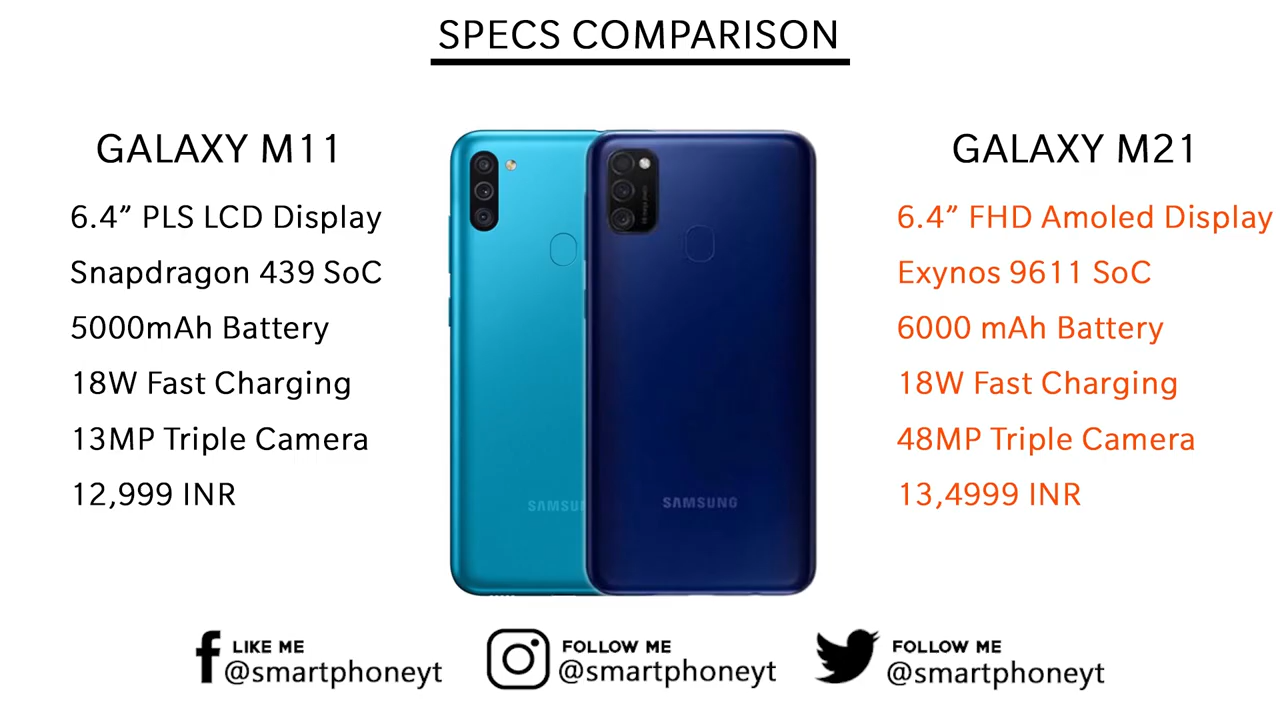 SPECS COMPARISON
GALAXY M11
6.4” PLS LCD Display
Snapdragon 439 SoC
5000mAh Battery
18W Fast Charging
13MP Triple Camera
12,999 INR
SAMSU
SAMSUNG
GALAXY M21
6.4” FHD Amoled Display
Exynos 9611 SoC
6000 mAh Battery
18W Fast Charging
48MP Triple Camera
13,4999 INR
LIKE ME
@smartphoneyt
FOLLOW ME
@smartphoneyt
FOLLOW ME
@smartphoneyt